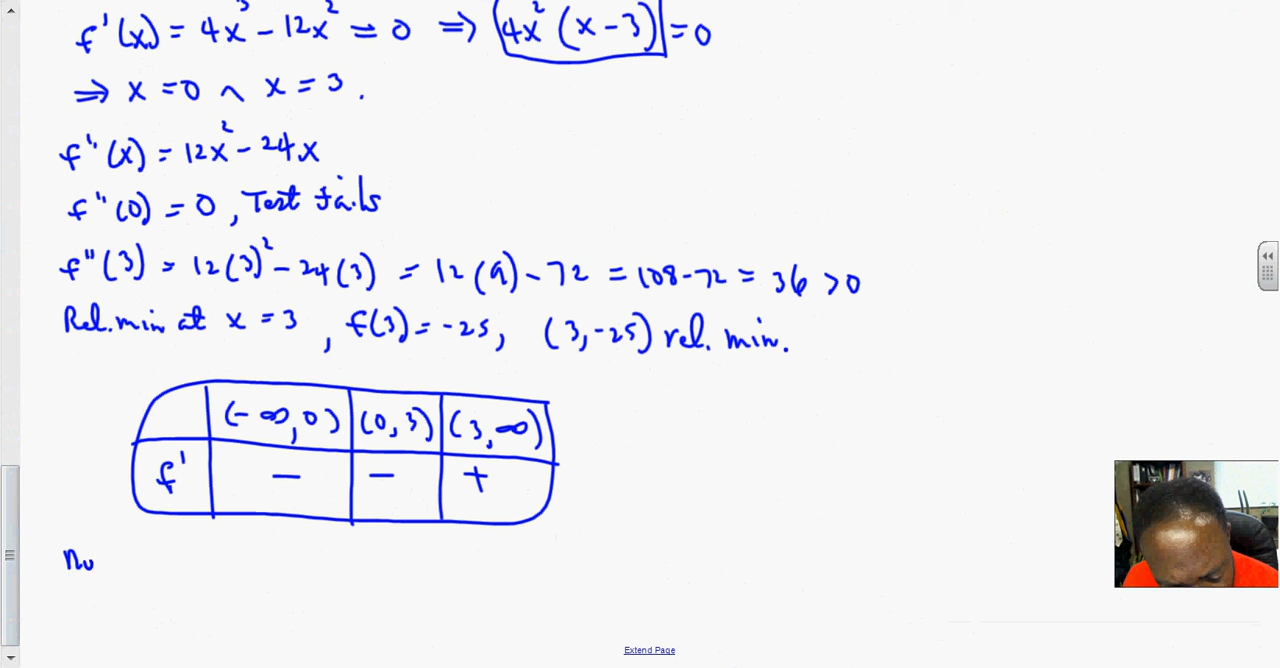 f'(x) = 4x³ - 12x² = 0 ⇒ 4x² (x - 3) = 0
⇒ x = 0 ∧ x = 3.
f''(x) = 12x² - 24x
f''(0) = 0, Test fails
f''(3) = 12(3)² - 24(3) = 12(9) - 72 = 108 - 72 = 36 > 0
Rel. min at x = 3, f(3) = -25, (3, -25) rel. min.
(-∞, 0) (0, 3) (3, ∞)
f' - - +
no
Extend Page